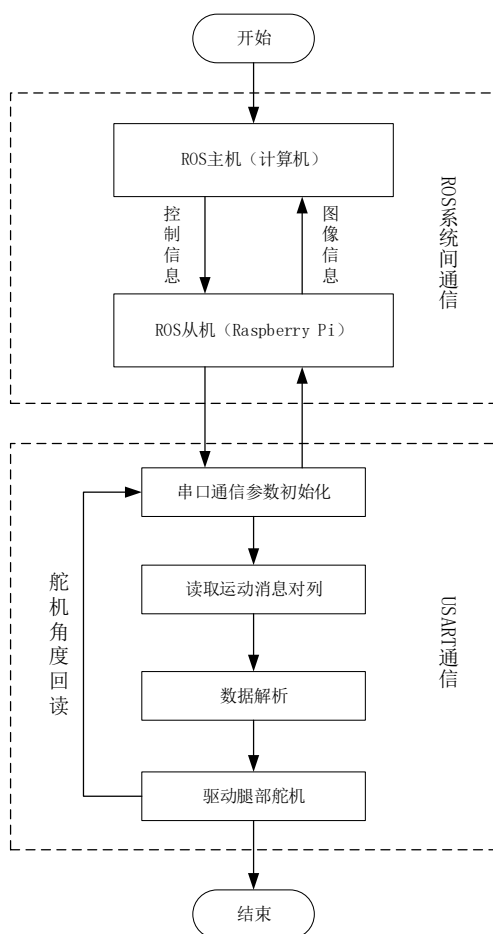 开始
ROS主机（计算机）
控制信息
图像信息
ROS系统间通信
ROS从机（Raspberry Pi）
串口通信参数初始化
读取运动消息对列
舵机角度回读
USART通信
数据解析
驱动腿部舵机
结束